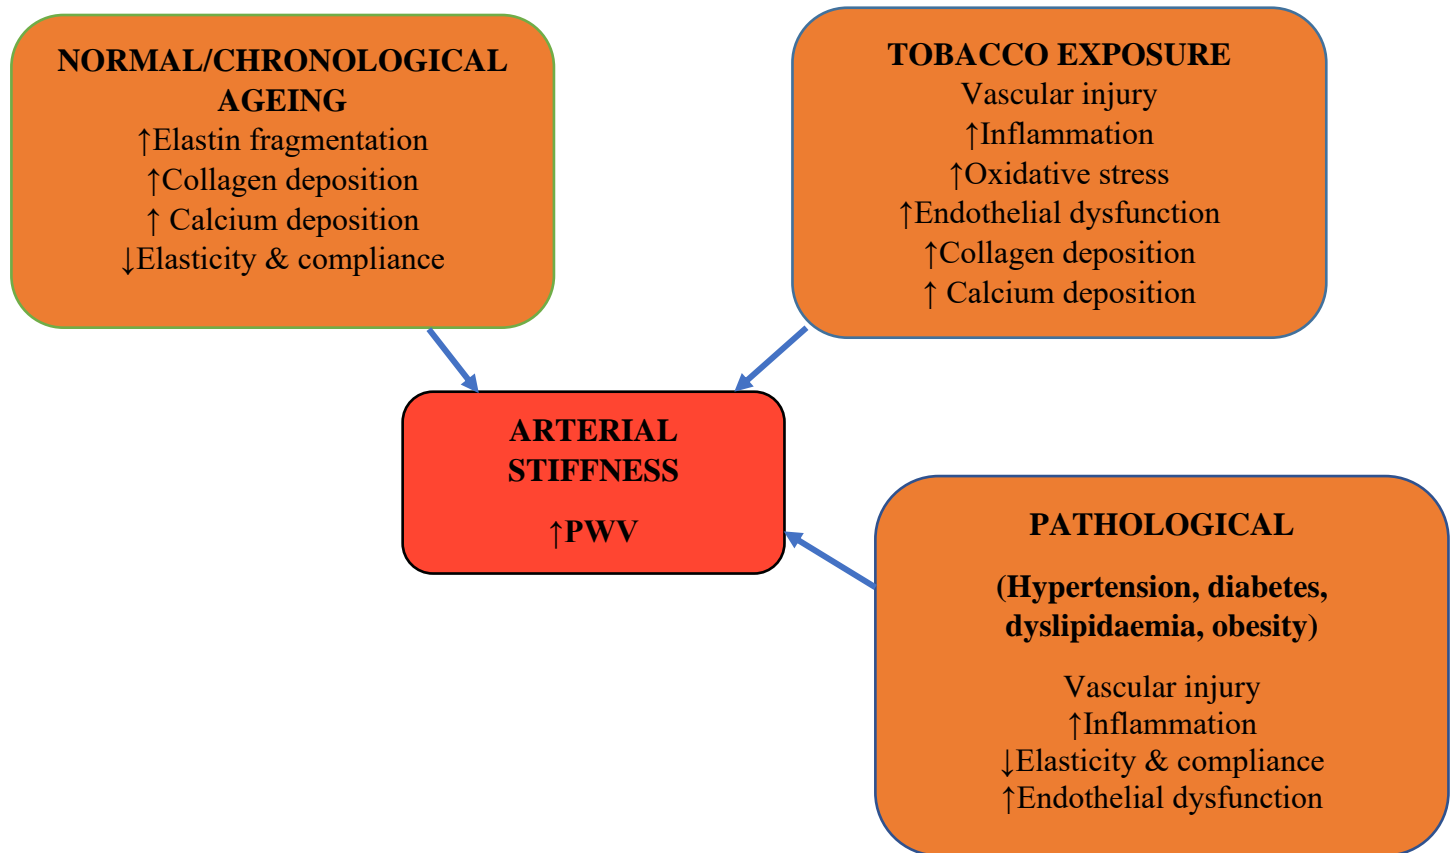 NORMAL/CHRONOLOGICAL
AGEING
↑Elastin fragmentation
↑Collagen deposition
↑ Calcium deposition
↓Elasticity & compliance
TOBACCO EXPOSURE
Vascular injury
↑Inflammation
↑Oxidative stress
↑Endothelial dysfunction
↑Collagen deposition
↑ Calcium deposition
ARTERIAL
STIFFNESS
↑PWV
PATHOLOGICAL
(Hypertension, diabetes,
dyslipidaemia, obesity)
Vascular injury
↑Inflammation
↓Elasticity & compliance
↑Endothelial dysfunction